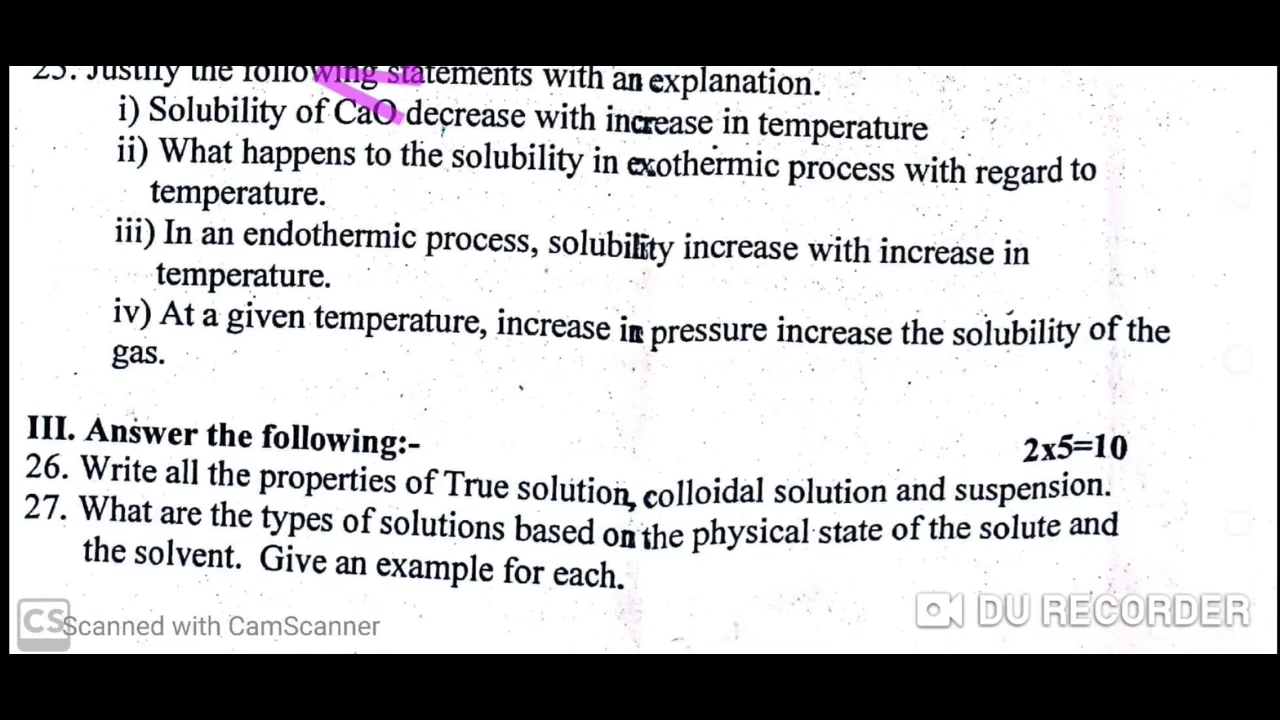 25. Justify the following statements with an explanation.
i) Solubility of CaO decrease with increase in temperature
ii) What happens to the solubility in exothermic process with regard to
temperature.
iii) In an endothermic process, solubility increase with increase in
temperature.
iv) At a given temperature, increase in pressure increase the solubility of the
gas.
III. Answer the following:- 2x5=10
26. Write all the properties of True solution, colloidal solution and suspension.
27. What are the types of solutions based on the physical state of the solute and
the solvent. Give an example for each.
CS Scanned with CamScanner
DU RECORDER